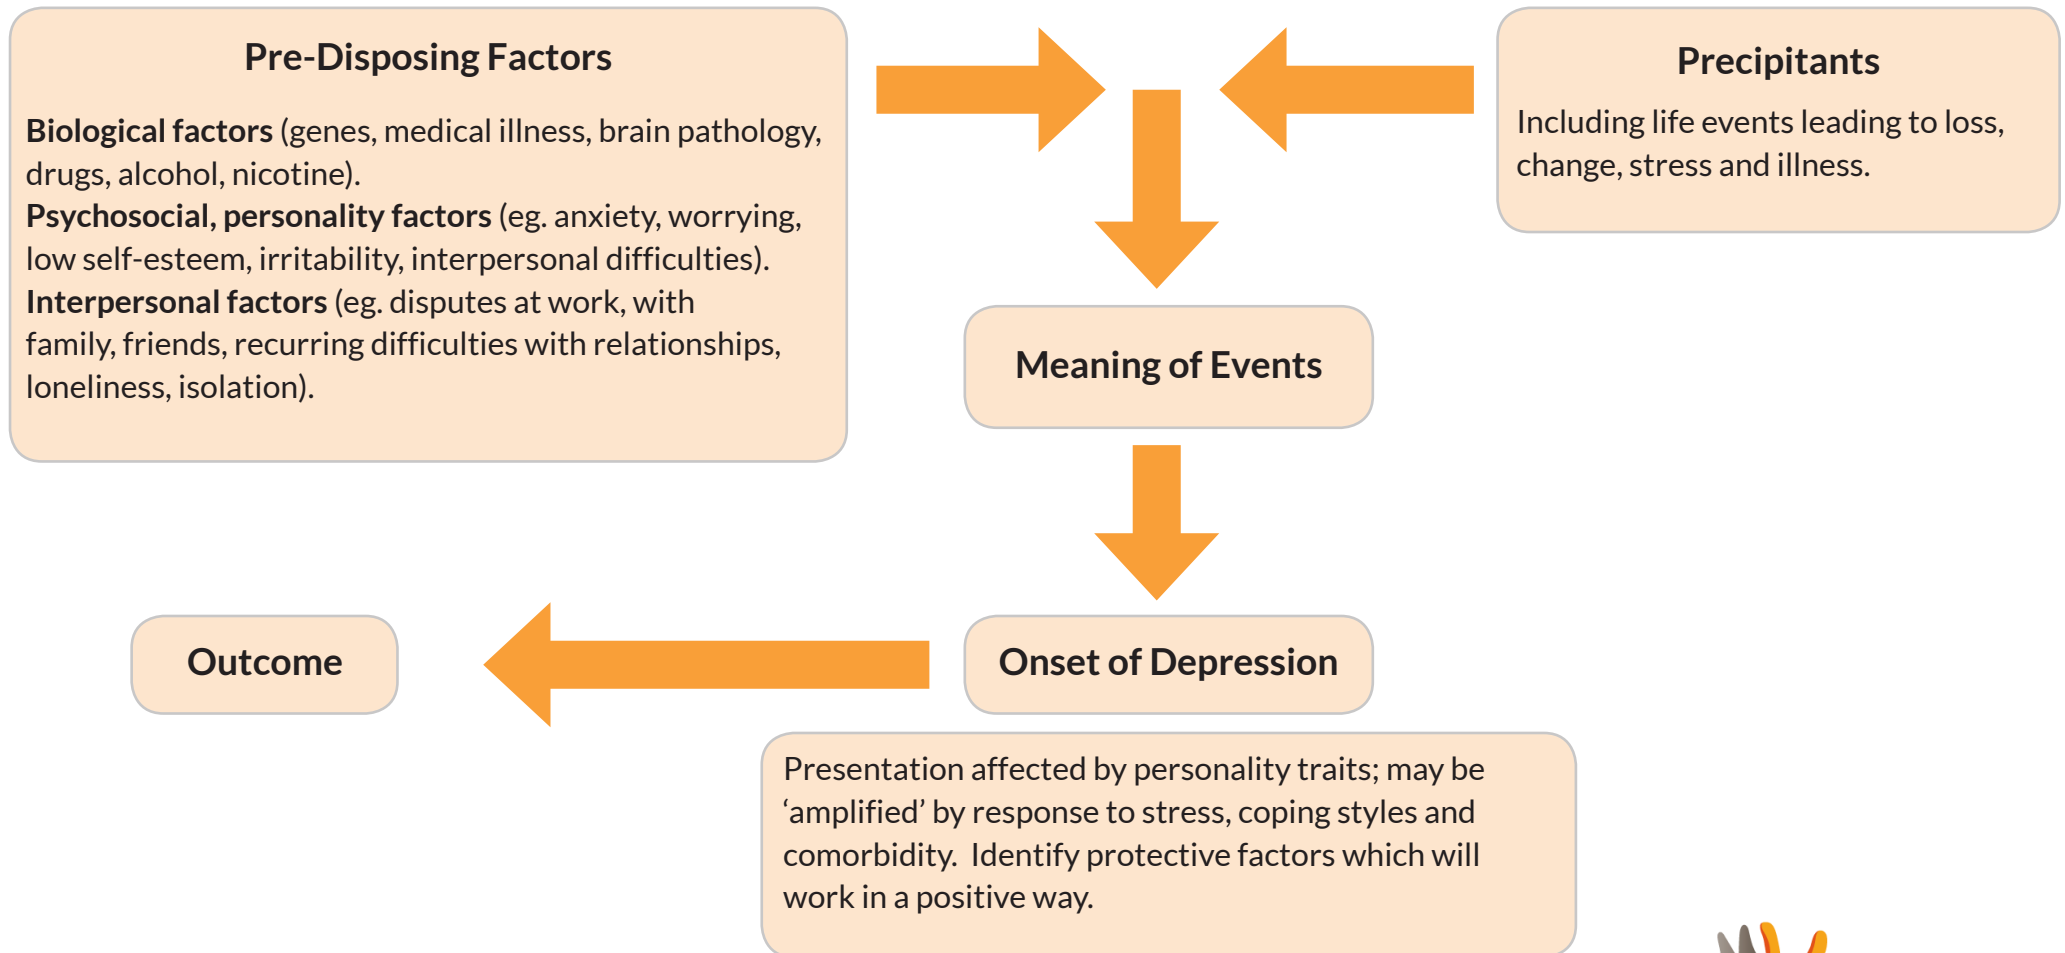 Pre-Disposing Factors
Biological factors (genes, medical illness, brain pathology,
drugs, alcohol, nicotine).
Psychosocial, personality factors (eg. anxiety, worrying,
low self-esteem, irritability, interpersonal difficulties).
Interpersonal factors (eg. disputes at work, with
family, friends, recurring difficulties with relationships,
loneliness, isolation).
Precipitants
Including life events leading to loss,
change, stress and illness.
Meaning of Events
Onset of Depression
Outcome
Presentation affected by personality traits; may be
‘amplified’ by response to stress, coping styles and
comorbidity.  Identify protective factors which will
work in a positive way.